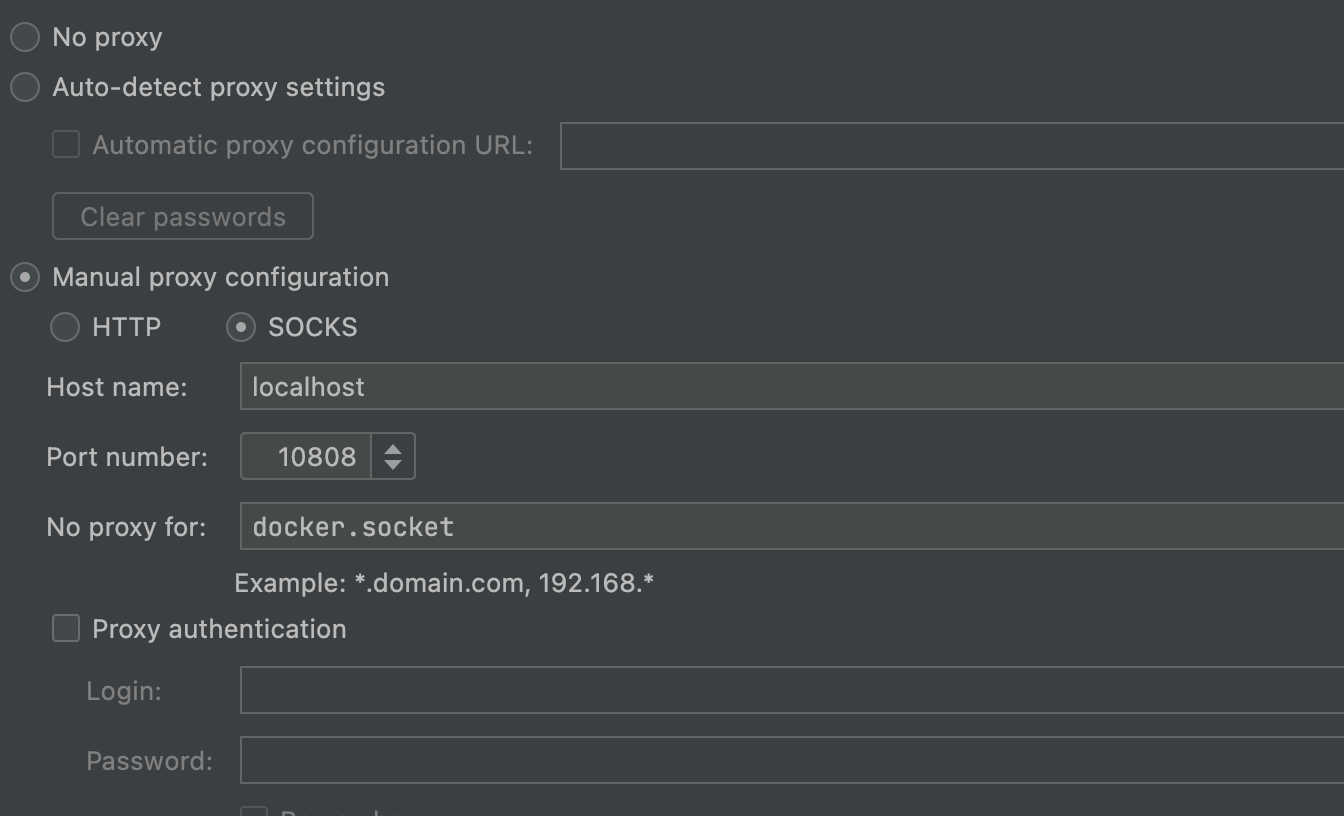 No proxy
Auto-detect proxy settings
Automatic proxy configuration URL:
Clear passwords
Manual proxy configuration
HTTP SOCKS
Host name: localhost
Port number: 10808
No proxy for: docker.socket
Example: *.domain.com, 192.168.*
Proxy authentication
Login:
Password: